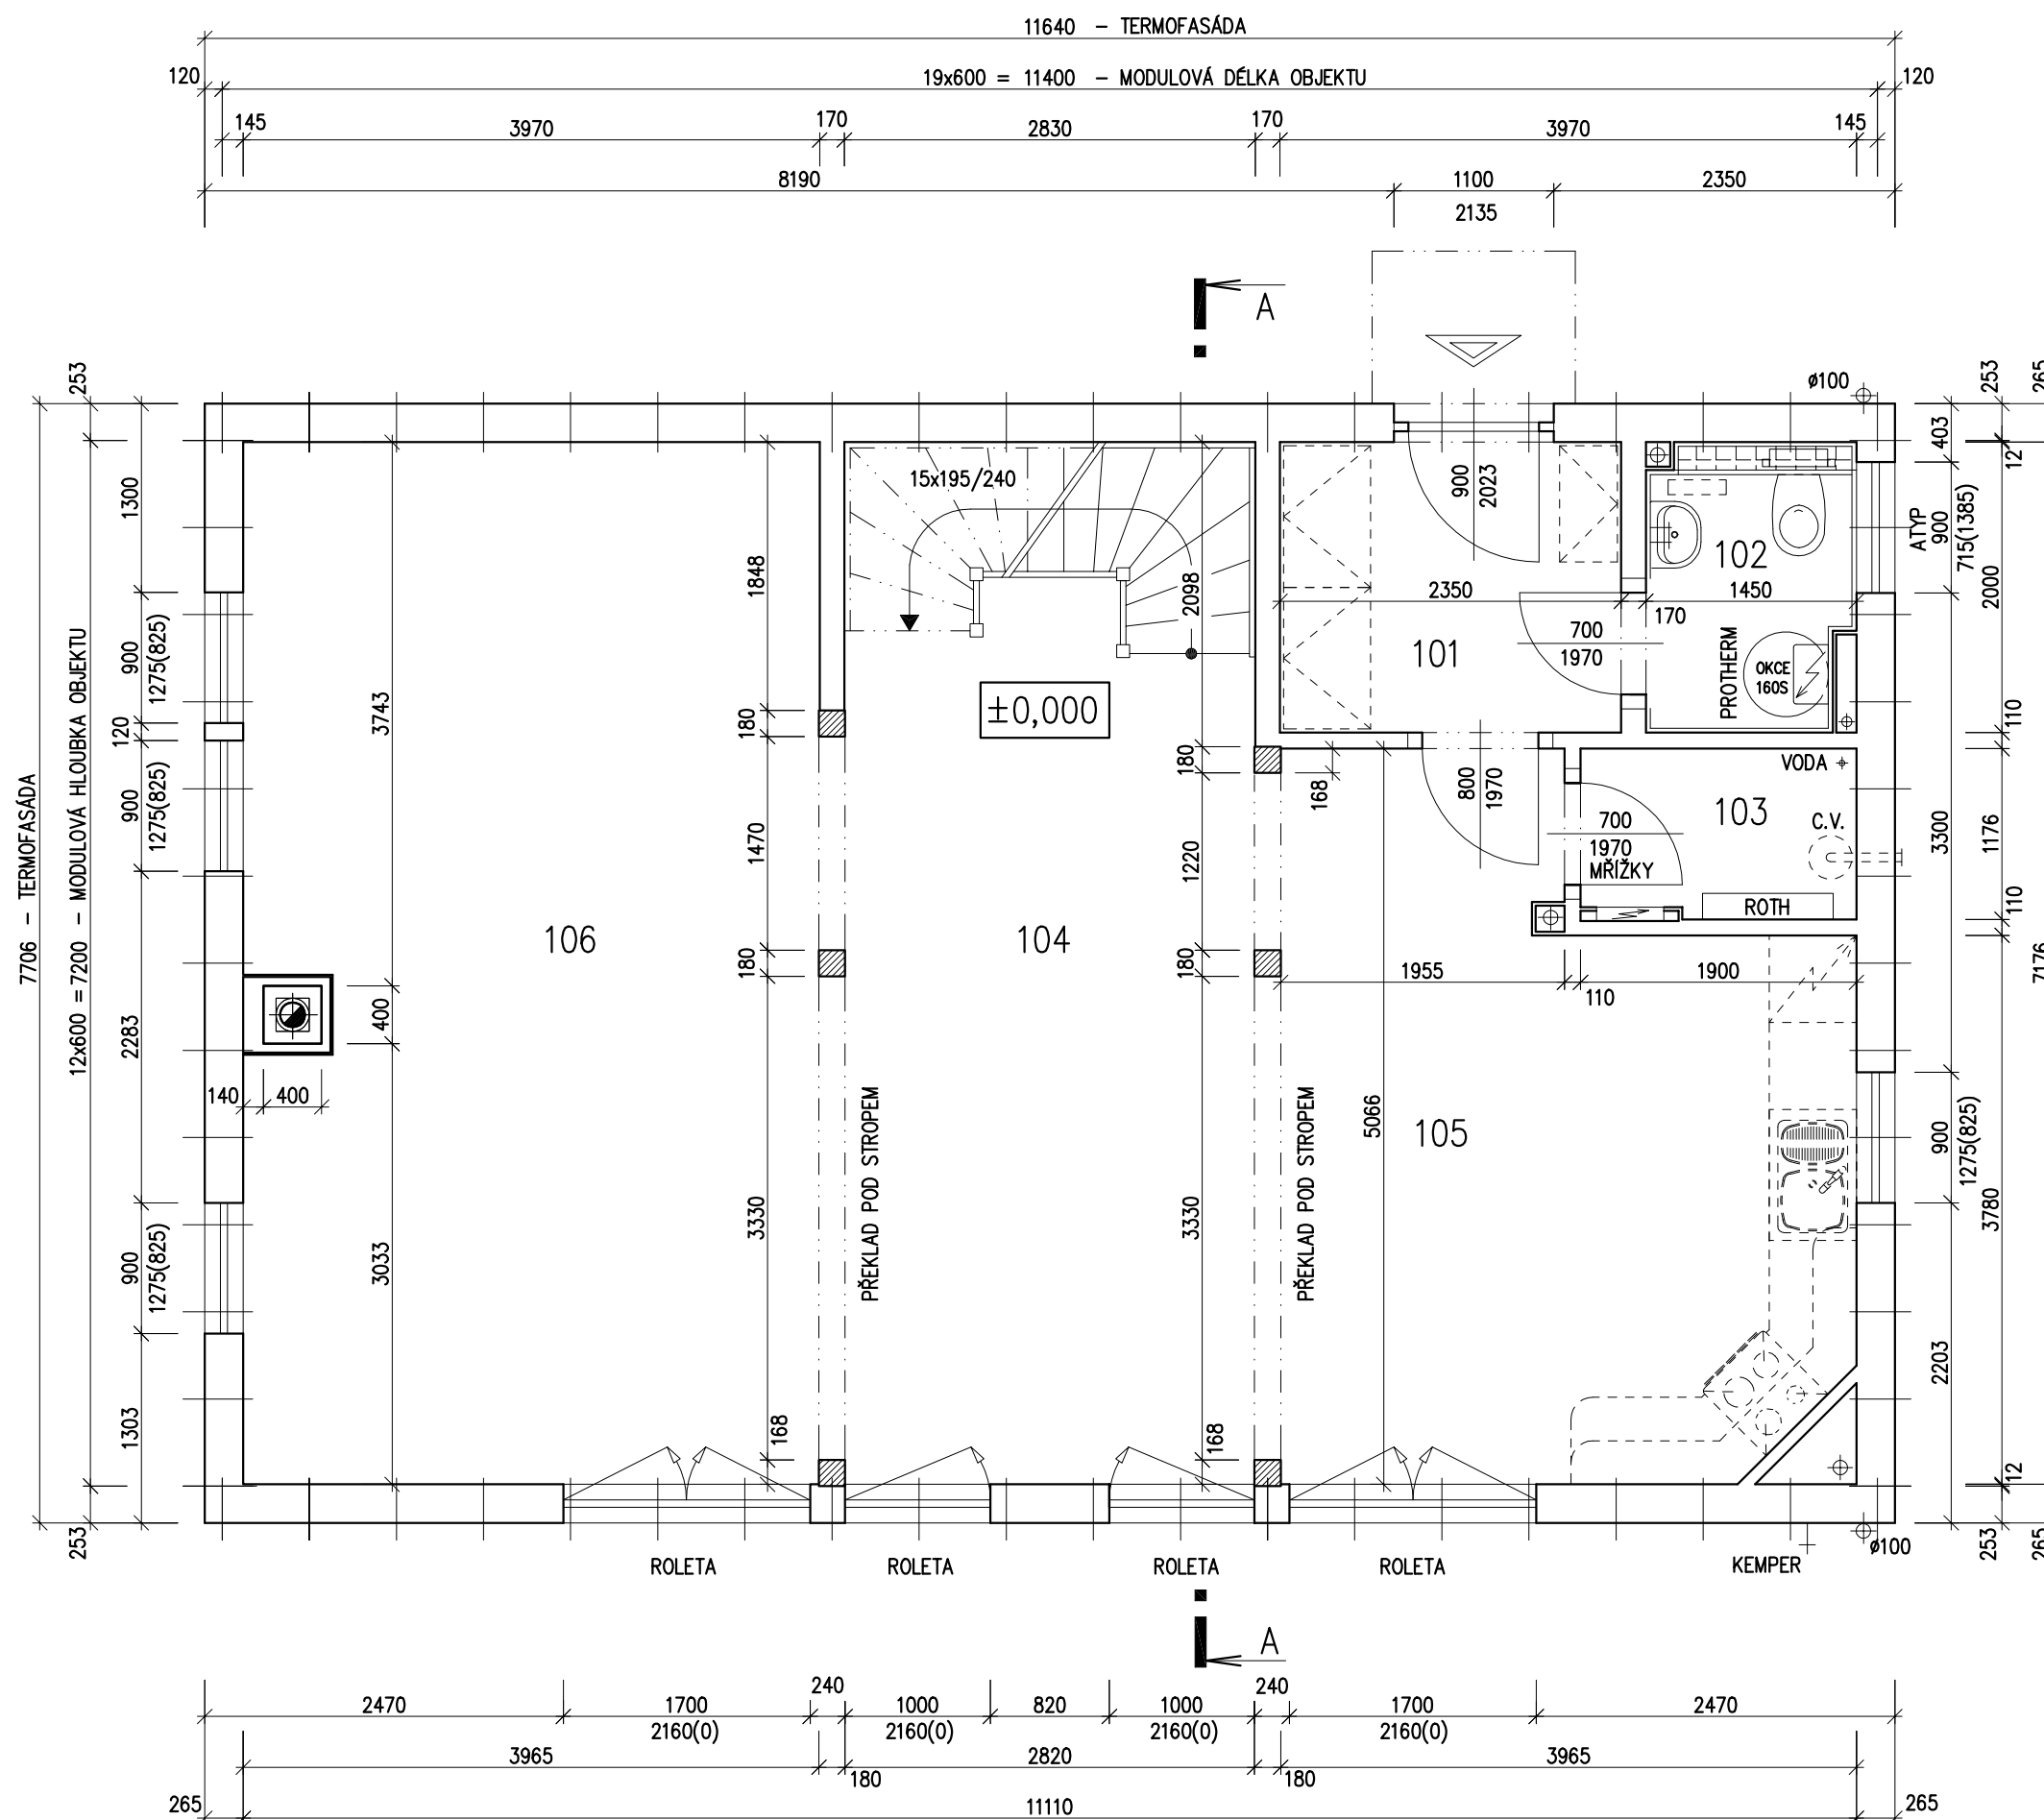 11640 – TERMOFASÁDA
120 19x600 = 11400 – MODULOVÁ DÉLKA OBJEKTU 120
145 3970 170 2830 170 3970 145
8190 1100 2350
2135
A
ø100
253
253
265
403
12
1300
15x195/240
900
2023
102
ATYP
900
715(1385)
1848
2098
2350
170
1450
2000
700
1970
101
PROTHERM
OKCE
160S
900
1275(825)
120
3743
180
±0,000
180
168
800
1970
VODA
110
900
1275(825)
1470
1220
700
1970
MŘÍŽKY
103
C.V.
3300
1176
ROTH
110
7706 – TERMOFASÁDA
12x600 =7200 – MODULOVÁ HLOUBKA OBJEKTU
106
104
180
180
1955
110
1900
7176
2283
400
140 400
5066
105
PŘEKLAD POD STROPEM
PŘEKLAD POD STROPEM
900
1275(825)
3330
3330
3780
900
1275(825)
3033
2203
1303
168
168
12
253
253
265
ø100
ROLETA ROLETA ROLETA ROLETA KEMPER
A
2470 1700 240 1000 820 1000 240 1700 2470
2160(0) 2160(0) 2160(0) 2160(0)
3965 2820 3965
180 180
265 11110 265